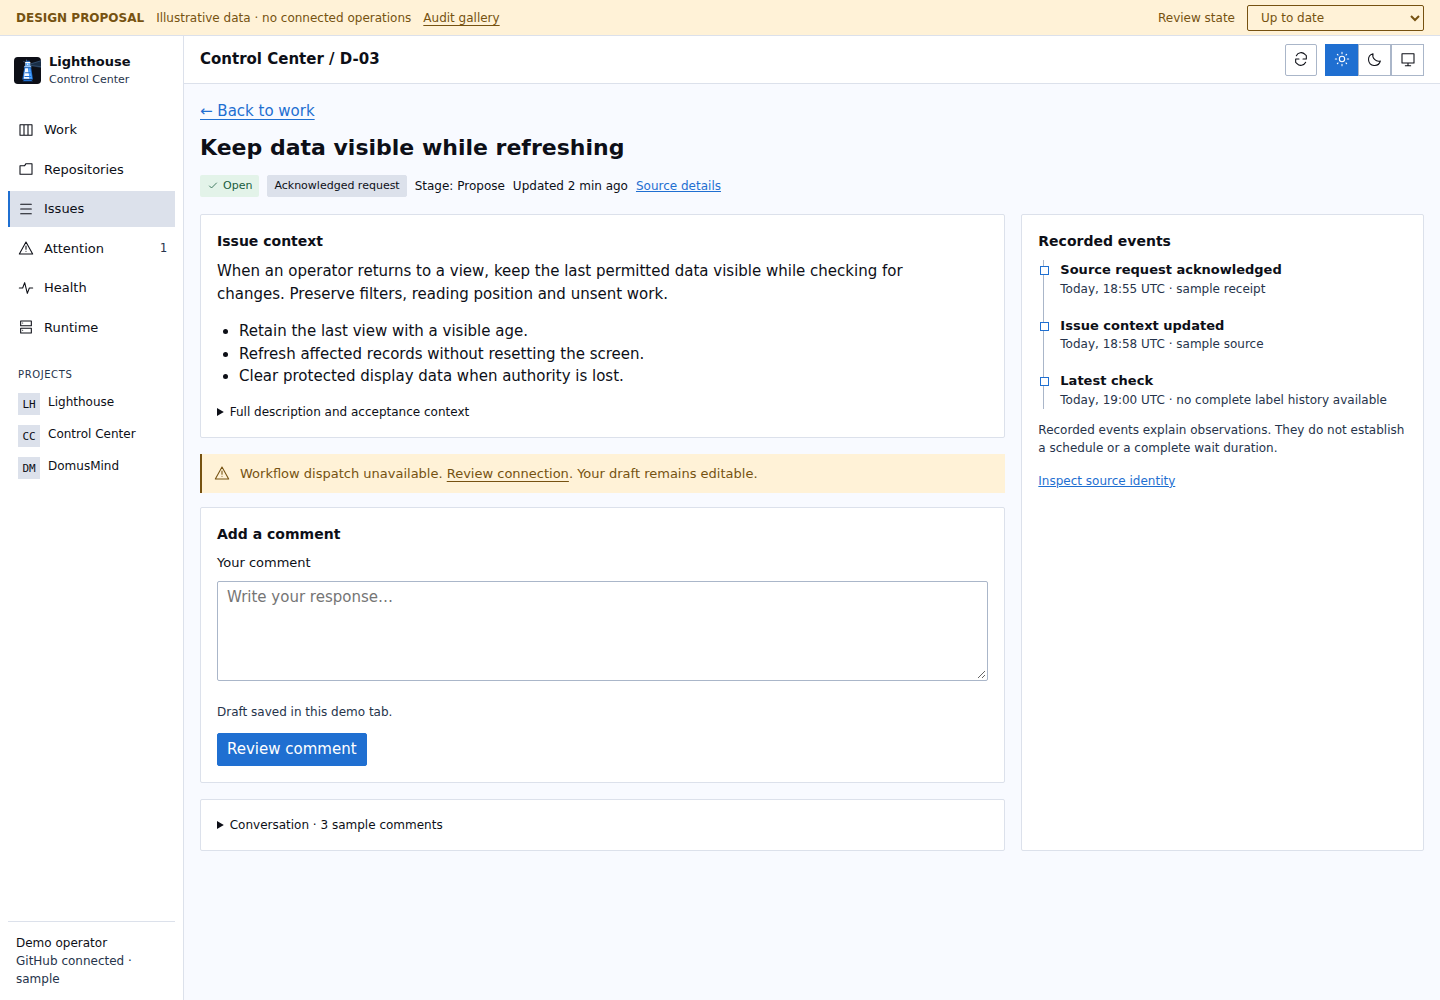 DESIGN PROPOSAL Illustrative data · no connected operations Audit gallery
Review state Up to date
Lighthouse
Control Center
Work
Repositories
Issues
Attention 1
Health
Runtime
PROJECTS
LH Lighthouse
CC Control Center
DM DomusMind
Demo operator
GitHub connected ·
sample
Control Center / D-03
← Back to work
Keep data visible while refreshing
Open Acknowledged request Stage: Propose Updated 2 min ago Source details
Issue context
When an operator returns to a view, keep the last permitted data visible while checking for
changes. Preserve filters, reading position and unsent work.
• Retain the last view with a visible age.
• Refresh affected records without resetting the screen.
• Clear protected display data when authority is lost.
Full description and acceptance context
Workflow dispatch unavailable. Review connection. Your draft remains editable.
Add a comment
Your comment
Write your response...
Draft saved in this demo tab.
Review comment
Conversation · 3 sample comments
Recorded events
Source request acknowledged
Today, 18:55 UTC · sample receipt
Issue context updated
Today, 18:58 UTC · sample source
Latest check
Today, 19:00 UTC · no complete label history available
Recorded events explain observations. They do not establish
a schedule or a complete wait duration.
Inspect source identity